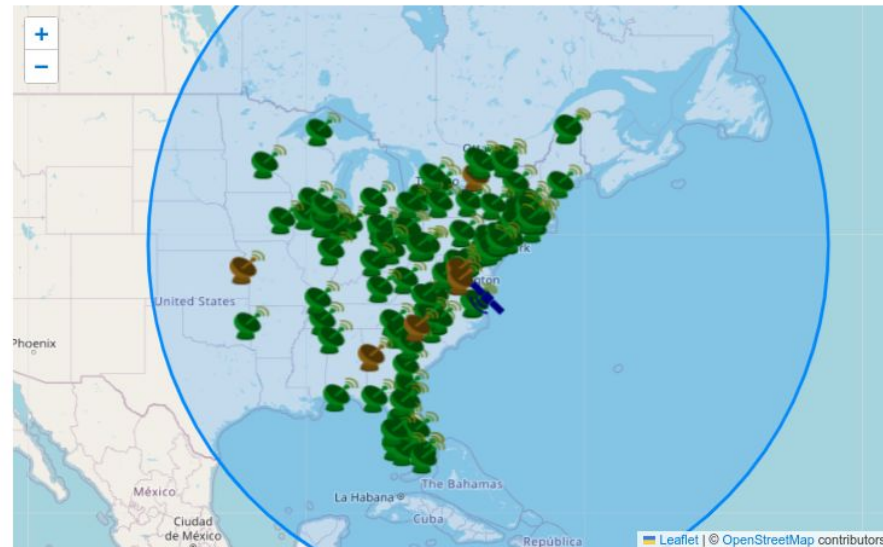 +
−
United States
Phoenix
The Bahamas
La Habana
México
Cuba
Ciudad
de México
República
Leaflet | © OpenStreetMap contributors